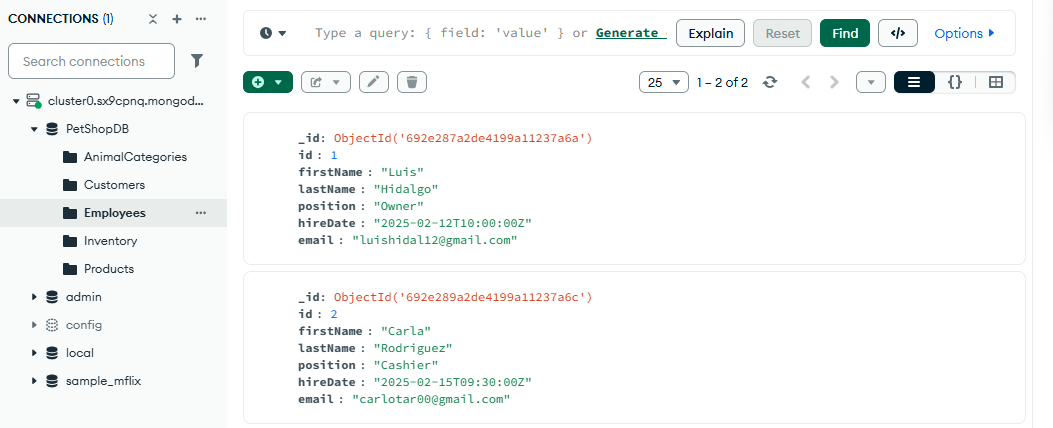 CONNECTIONS (1)
Search connections
cluster0.sx9cpnq.mongod...
PetShopDB
AnimalCategories
Customers
Employees
Inventory
Products
admin
config
local
sample_mflix
Type a query: { field: 'value' } or Generate
Explain
Reset
Find
</>
Options
25
1 – 2 of 2
{}
_id: ObjectId('692e287a2de4199a11237a6a')
id : 1
firstName : "Luis"
lastName : "Hidalgo"
position : "Owner"
hireDate : "2025-02-12T10:00:00Z"
email : "luishidal12@gmail.com"
_id: ObjectId('692e289a2de4199a11237a6c')
id : 2
firstName : "Carla"
lastName : "Rodriguez"
position : "Cashier"
hireDate : "2025-02-15T09:30:00Z"
email : "carlotar00@gmail.com"